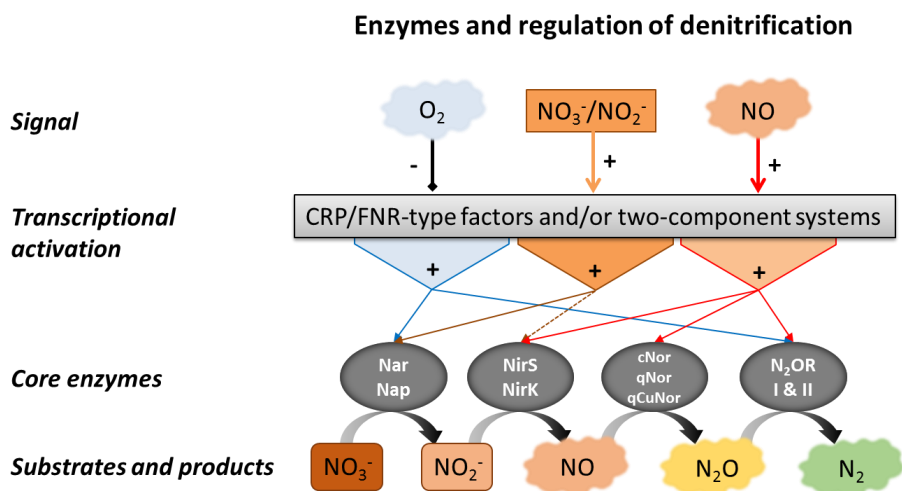 Enzymes and regulation of denitrification
Signal
O₂
NO₃⁻/NO₂⁻
NO
-
+
+
Transcriptional
activation
CRP/FNR-type factors and/or two-component systems
+
+
+
Core enzymes
Nar
Nap
NirS
NirK
cNor
qNor
qCuNor
N₂OR
I & II
Substrates and products
NO₃⁻
NO₂⁻
NO
N₂O
N₂